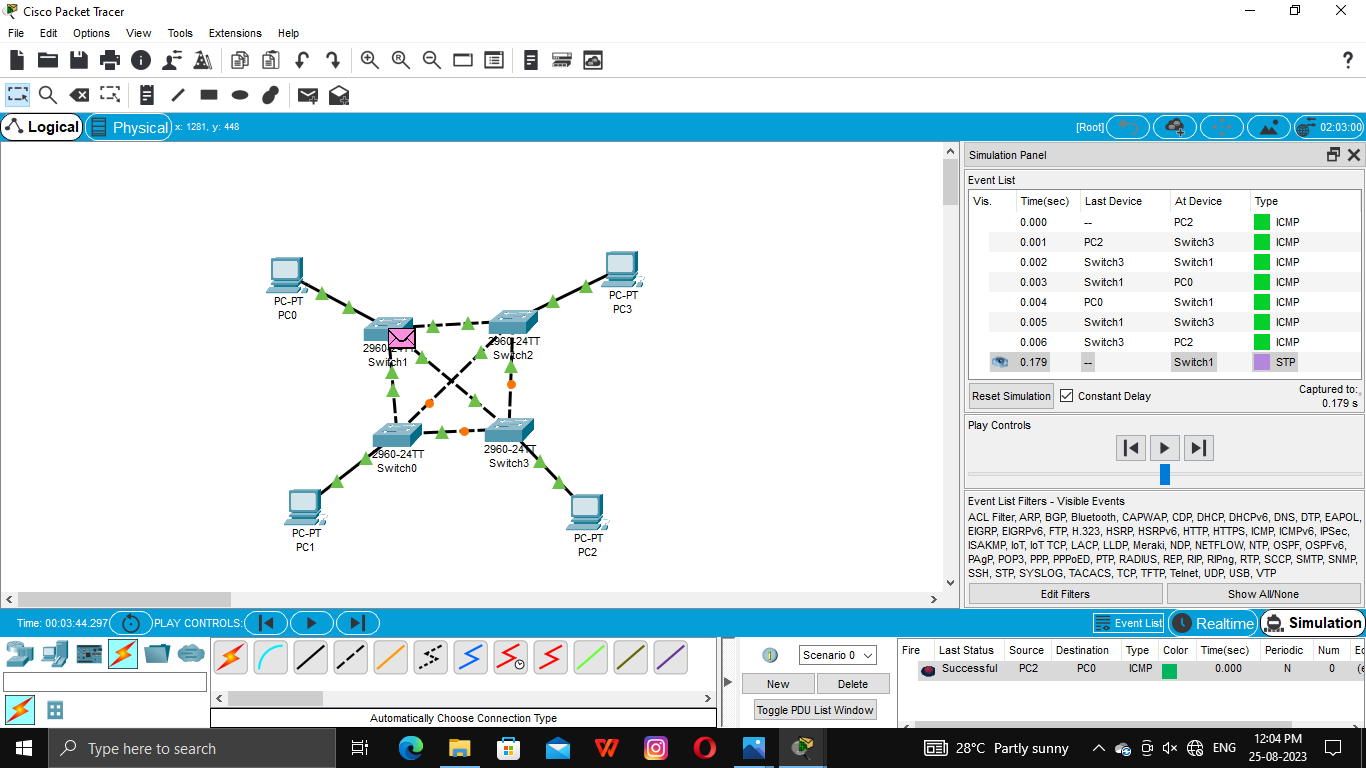 Cisco Packet Tracer
File Edit Options View Tools Extensions Help
?
Logical Physical x: 1281, y: 448 [Root] 02:03:00
Simulation Panel
Event List
Vis. Time(sec) Last Device At Device Type
0.000 -- PC2 ICMP
0.001 PC2 Switch3 ICMP
0.002 Switch3 Switch1 ICMP
0.003 Switch1 PC0 ICMP
0.004 PC0 Switch1 ICMP
0.005 Switch1 Switch3 ICMP
0.006 Switch3 PC2 ICMP
0.179 -- Switch1 STP
Reset Simulation Constant Delay Captured to:
0.179 s
Play Controls
Event List Filters - Visible Events
ACL Filter, ARP, BGP, Bluetooth, CAPWAP, CDP, DHCP, DHCPv6, DNS, DTP, EAPOL,
EIGRP, EIGRPv6, FTP, H.323, HSRP, HSRPv6, HTTP, HTTPS, ICMP, ICMPv6, IPSec,
ISAKMP, IoT, IoT TCP, LACP, LLDP, Meraki, NDP, NETFLOW, NTP, OSPF, OSPFv6,
PAgP, POP3, PPP, PPPoED, PTP, RADIUS, REP, RIP, RIPng, RTP, SCCP, SMTP, SNMP,
SSH, STP, SYSLOG, TACACS, TCP, TFTP, Telnet, UDP, USB, VTP
Edit Filters Show All/None
PC-PT
PC0
PC-PT
PC3
2960-24TT
Switch1
2960-24TT
Switch2
2960-24TT
Switch0
2960-24TT
Switch3
PC-PT
PC1
PC-PT
PC2
Time: 00:03:44.297 PLAY CONTROLS: Event List Realtime Simulation
Automatically Choose Connection Type
Scenario 0
New Delete
Toggle PDU List Window
Fire Last Status Source Destination Type Color Time(sec) Periodic Num Ed
Successful PC2 PC0 ICMP 0.000 N 0 (e
Type here to search
28°C Partly sunny ENG 12:04 PM
25-08-2023